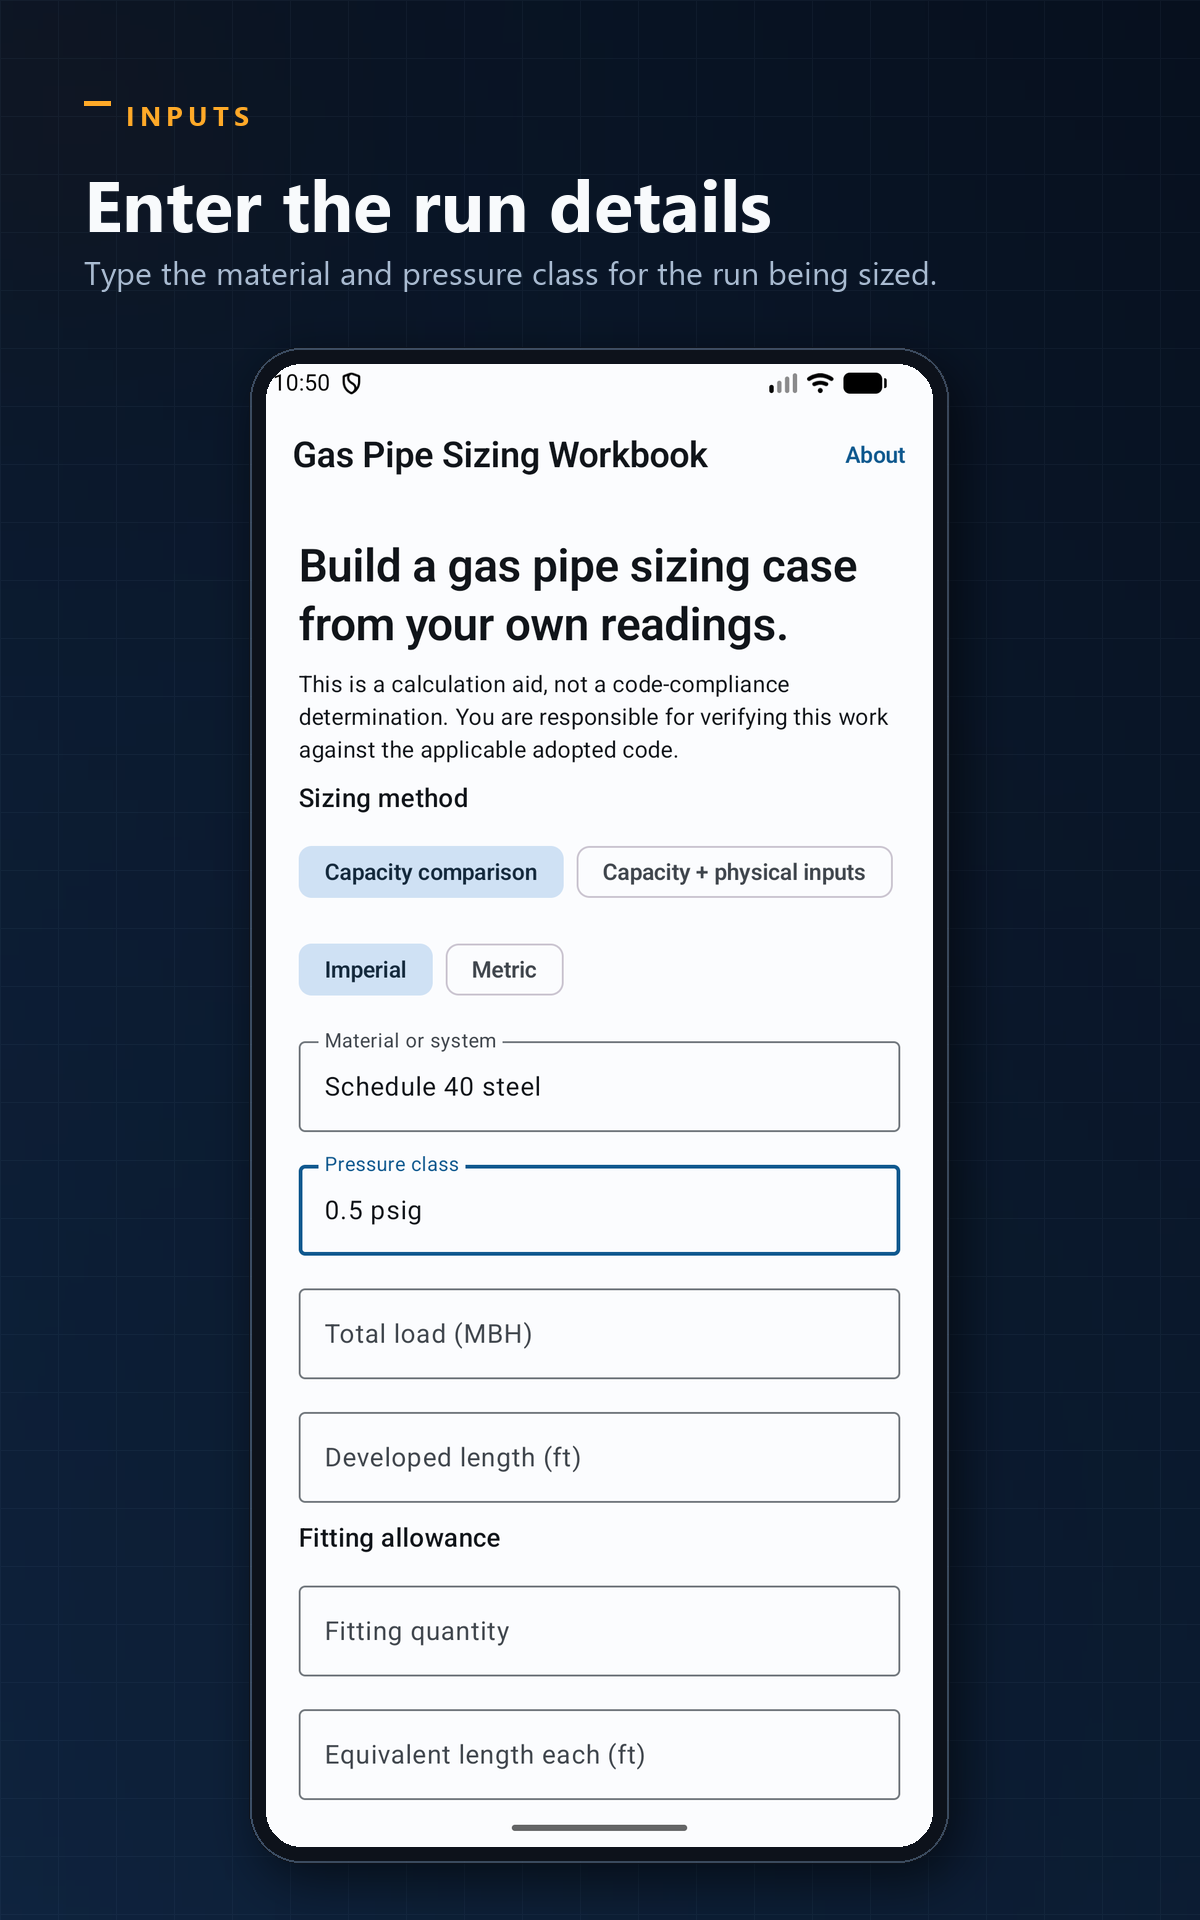 INPUTS
Enter the run details
Type the material and pressure class for the run being sized.
10:50
Gas Pipe Sizing Workbook
About
Build a gas pipe sizing case
from your own readings.
This is a calculation aid, not a code-compliance
determination. You are responsible for verifying this work
against the applicable adopted code.
Sizing method
Capacity comparison
Capacity + physical inputs
Imperial
Metric
Material or system
Schedule 40 steel
Pressure class
0.5 psig
Total load (MBH)
Developed length (ft)
Fitting allowance
Fitting quantity
Equivalent length each (ft)